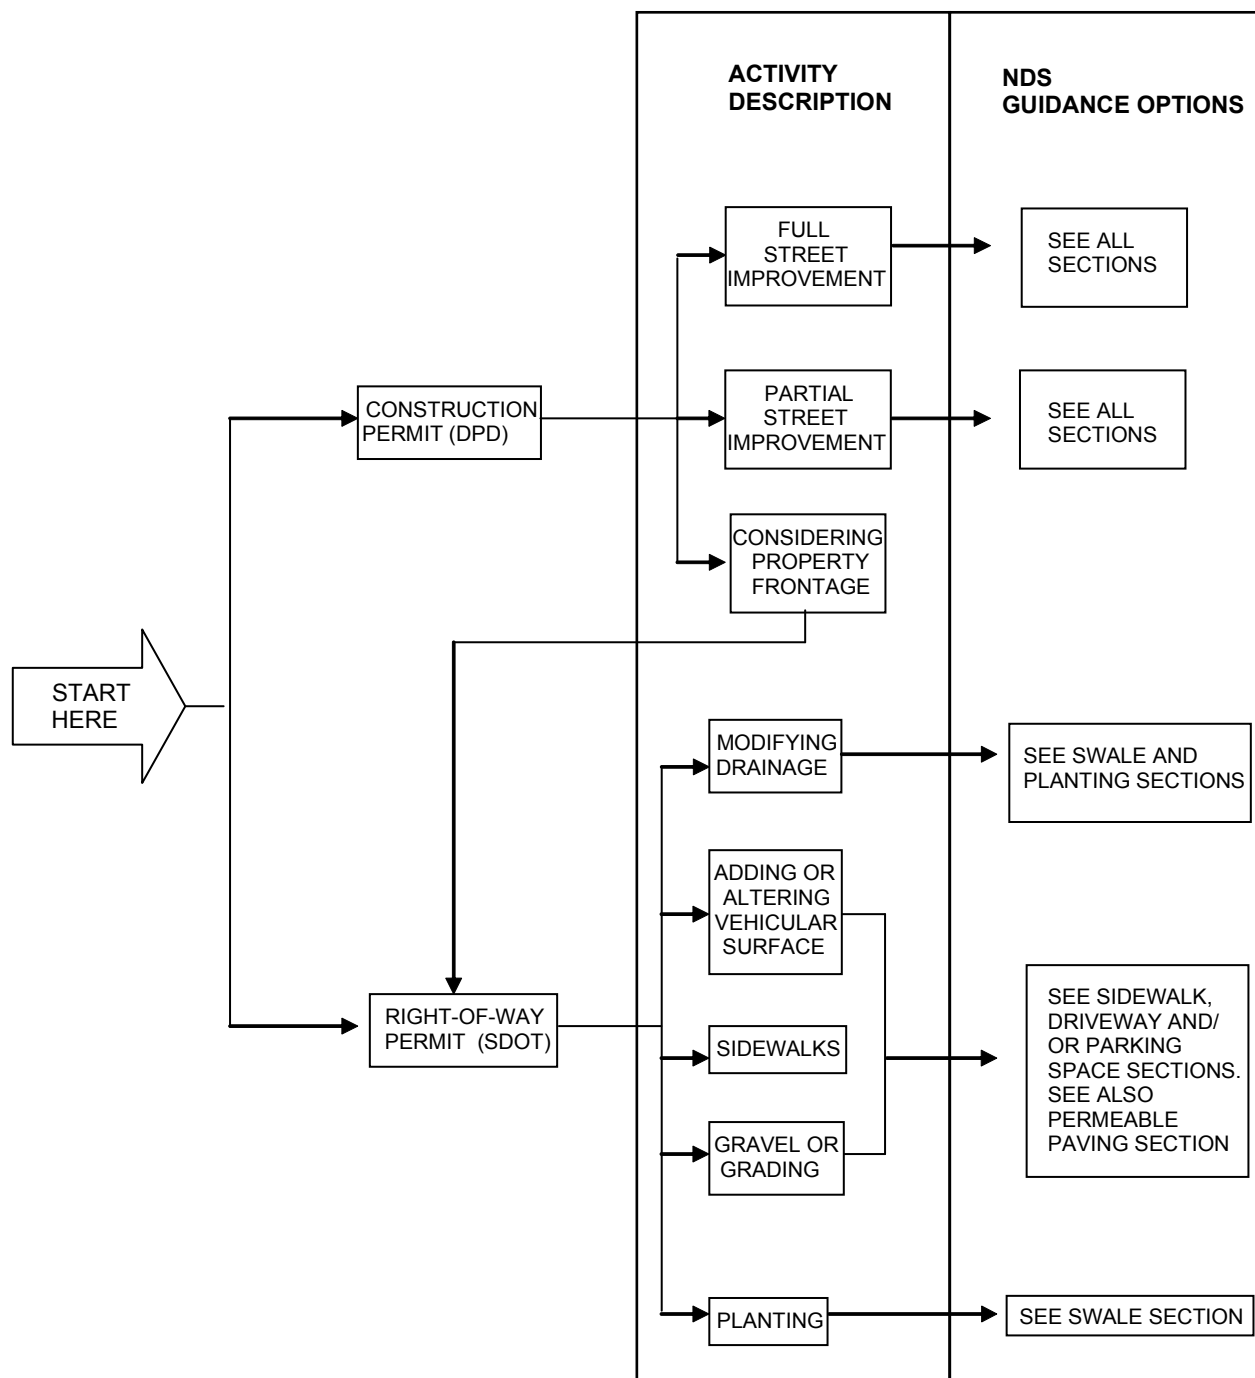 ACTIVITY
DESCRIPTION
NDS
GUIDANCE OPTIONS
FULL
STREET
IMPROVEMENT
SEE ALL
SECTIONS
CONSTRUCTION
PERMIT (DPD)
PARTIAL
STREET
IMPROVEMENT
SEE ALL
SECTIONS
CONSIDERING
PROPERTY
FRONTAGE
START
HERE
MODIFYING
DRAINAGE
SEE SWALE AND
PLANTING SECTIONS
ADDING OR
ALTERING
VEHICULAR
SURFACE
RIGHT-OF-WAY
PERMIT (SDOT)
SIDEWALKS
GRAVEL OR
GRADING
SEE SIDEWALK,
DRIVEWAY AND/
OR PARKING
SPACE SECTIONS.
SEE ALSO
PERMEABLE
PAVING SECTION
PLANTING
SEE SWALE SECTION